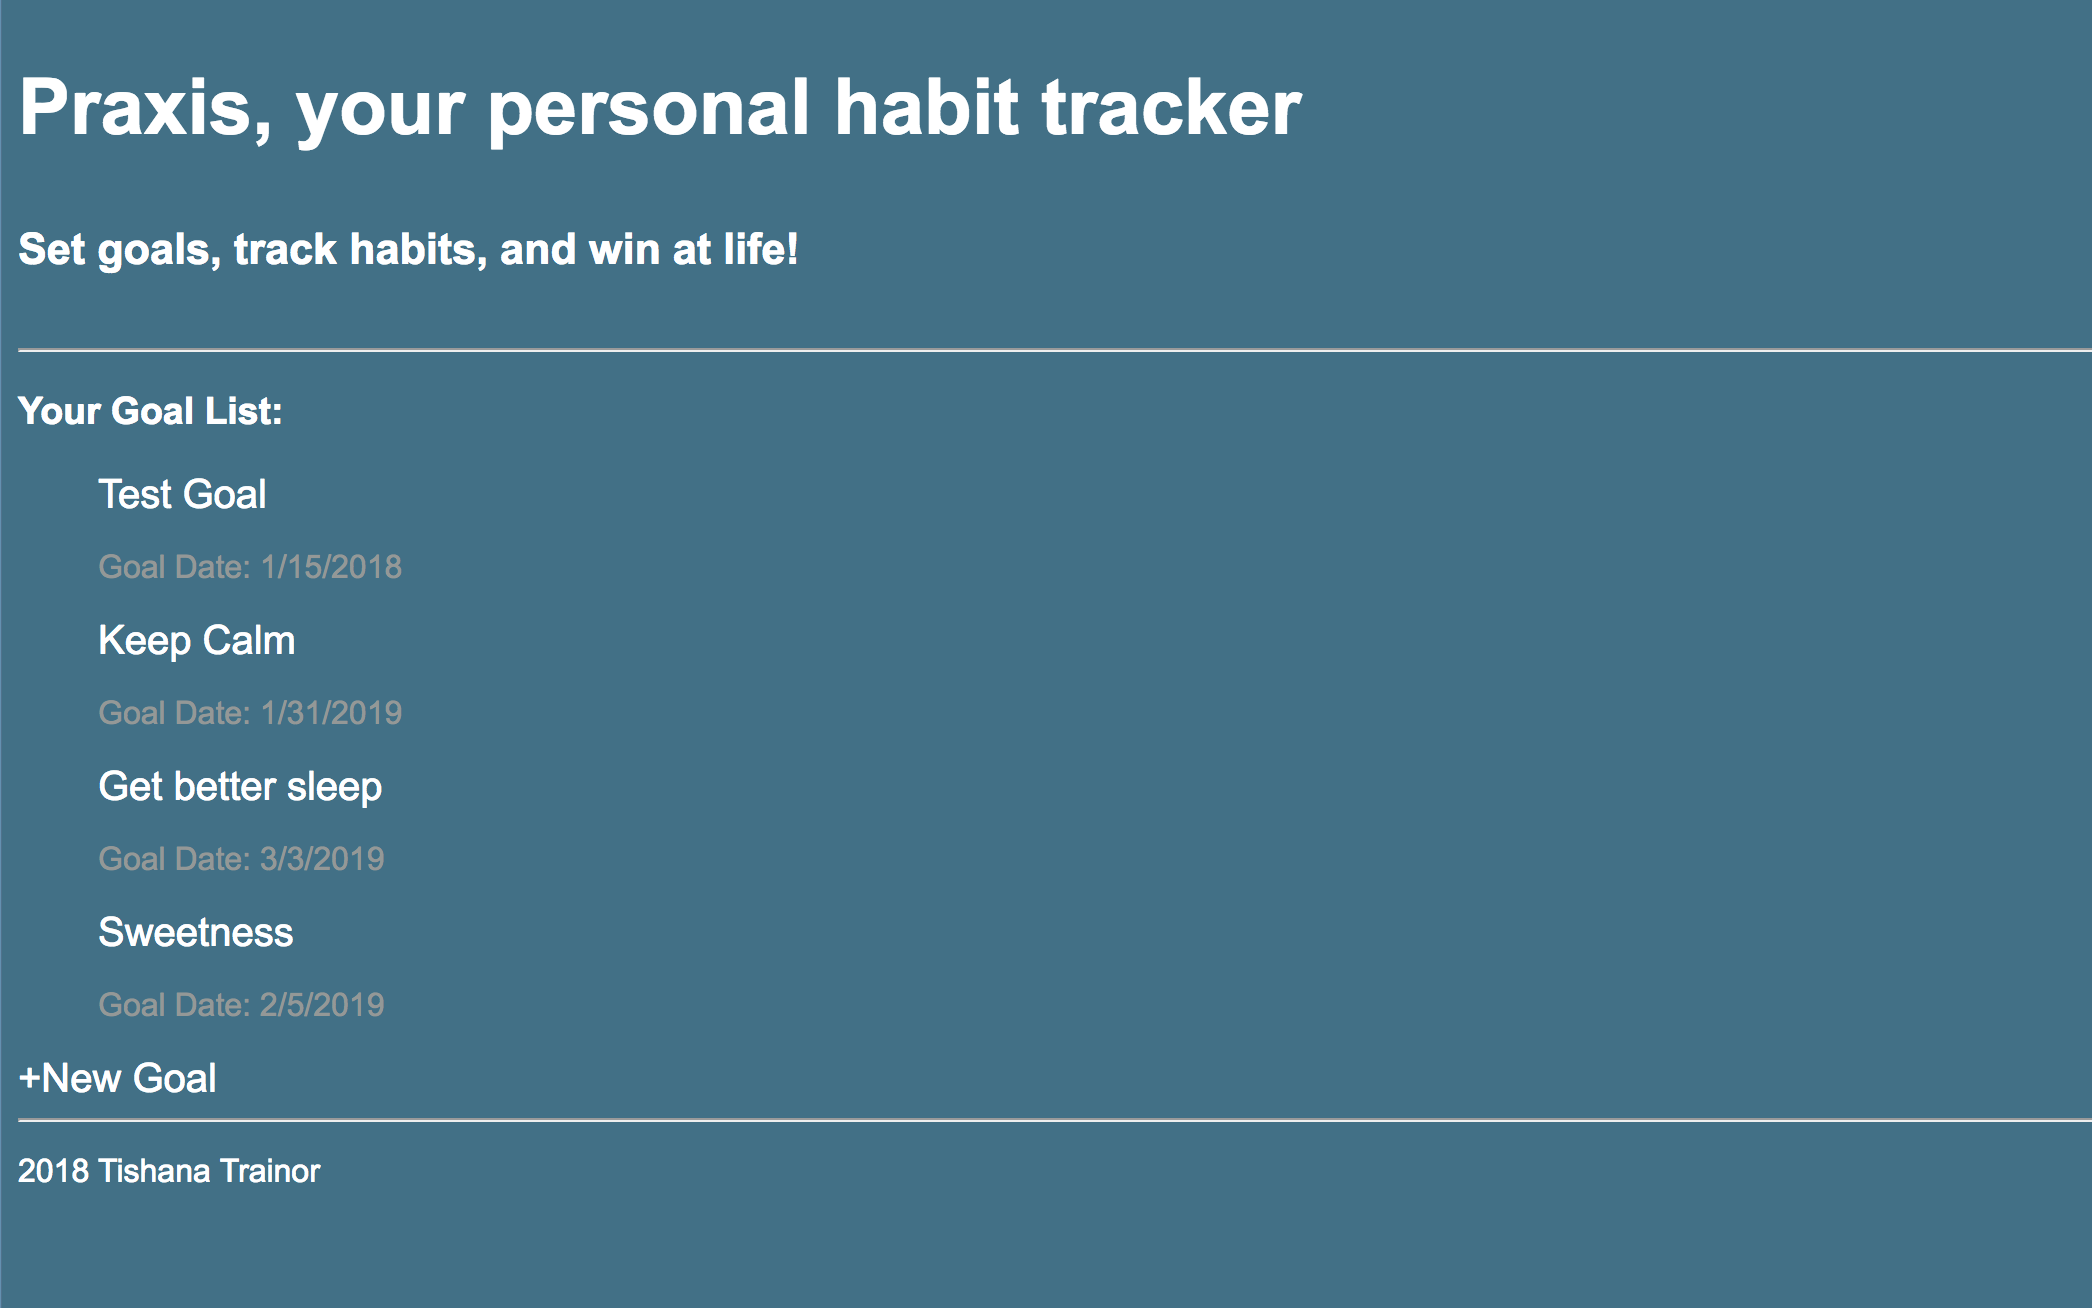 Praxis, your personal habit tracker
Set goals, track habits, and win at life!
Your Goal List:
Test Goal
Goal Date: 1/15/2018
Keep Calm
Goal Date: 1/31/2019
Get better sleep
Goal Date: 3/3/2019
Sweetness
Goal Date: 2/5/2019
+New Goal
2018 Tishana Trainor